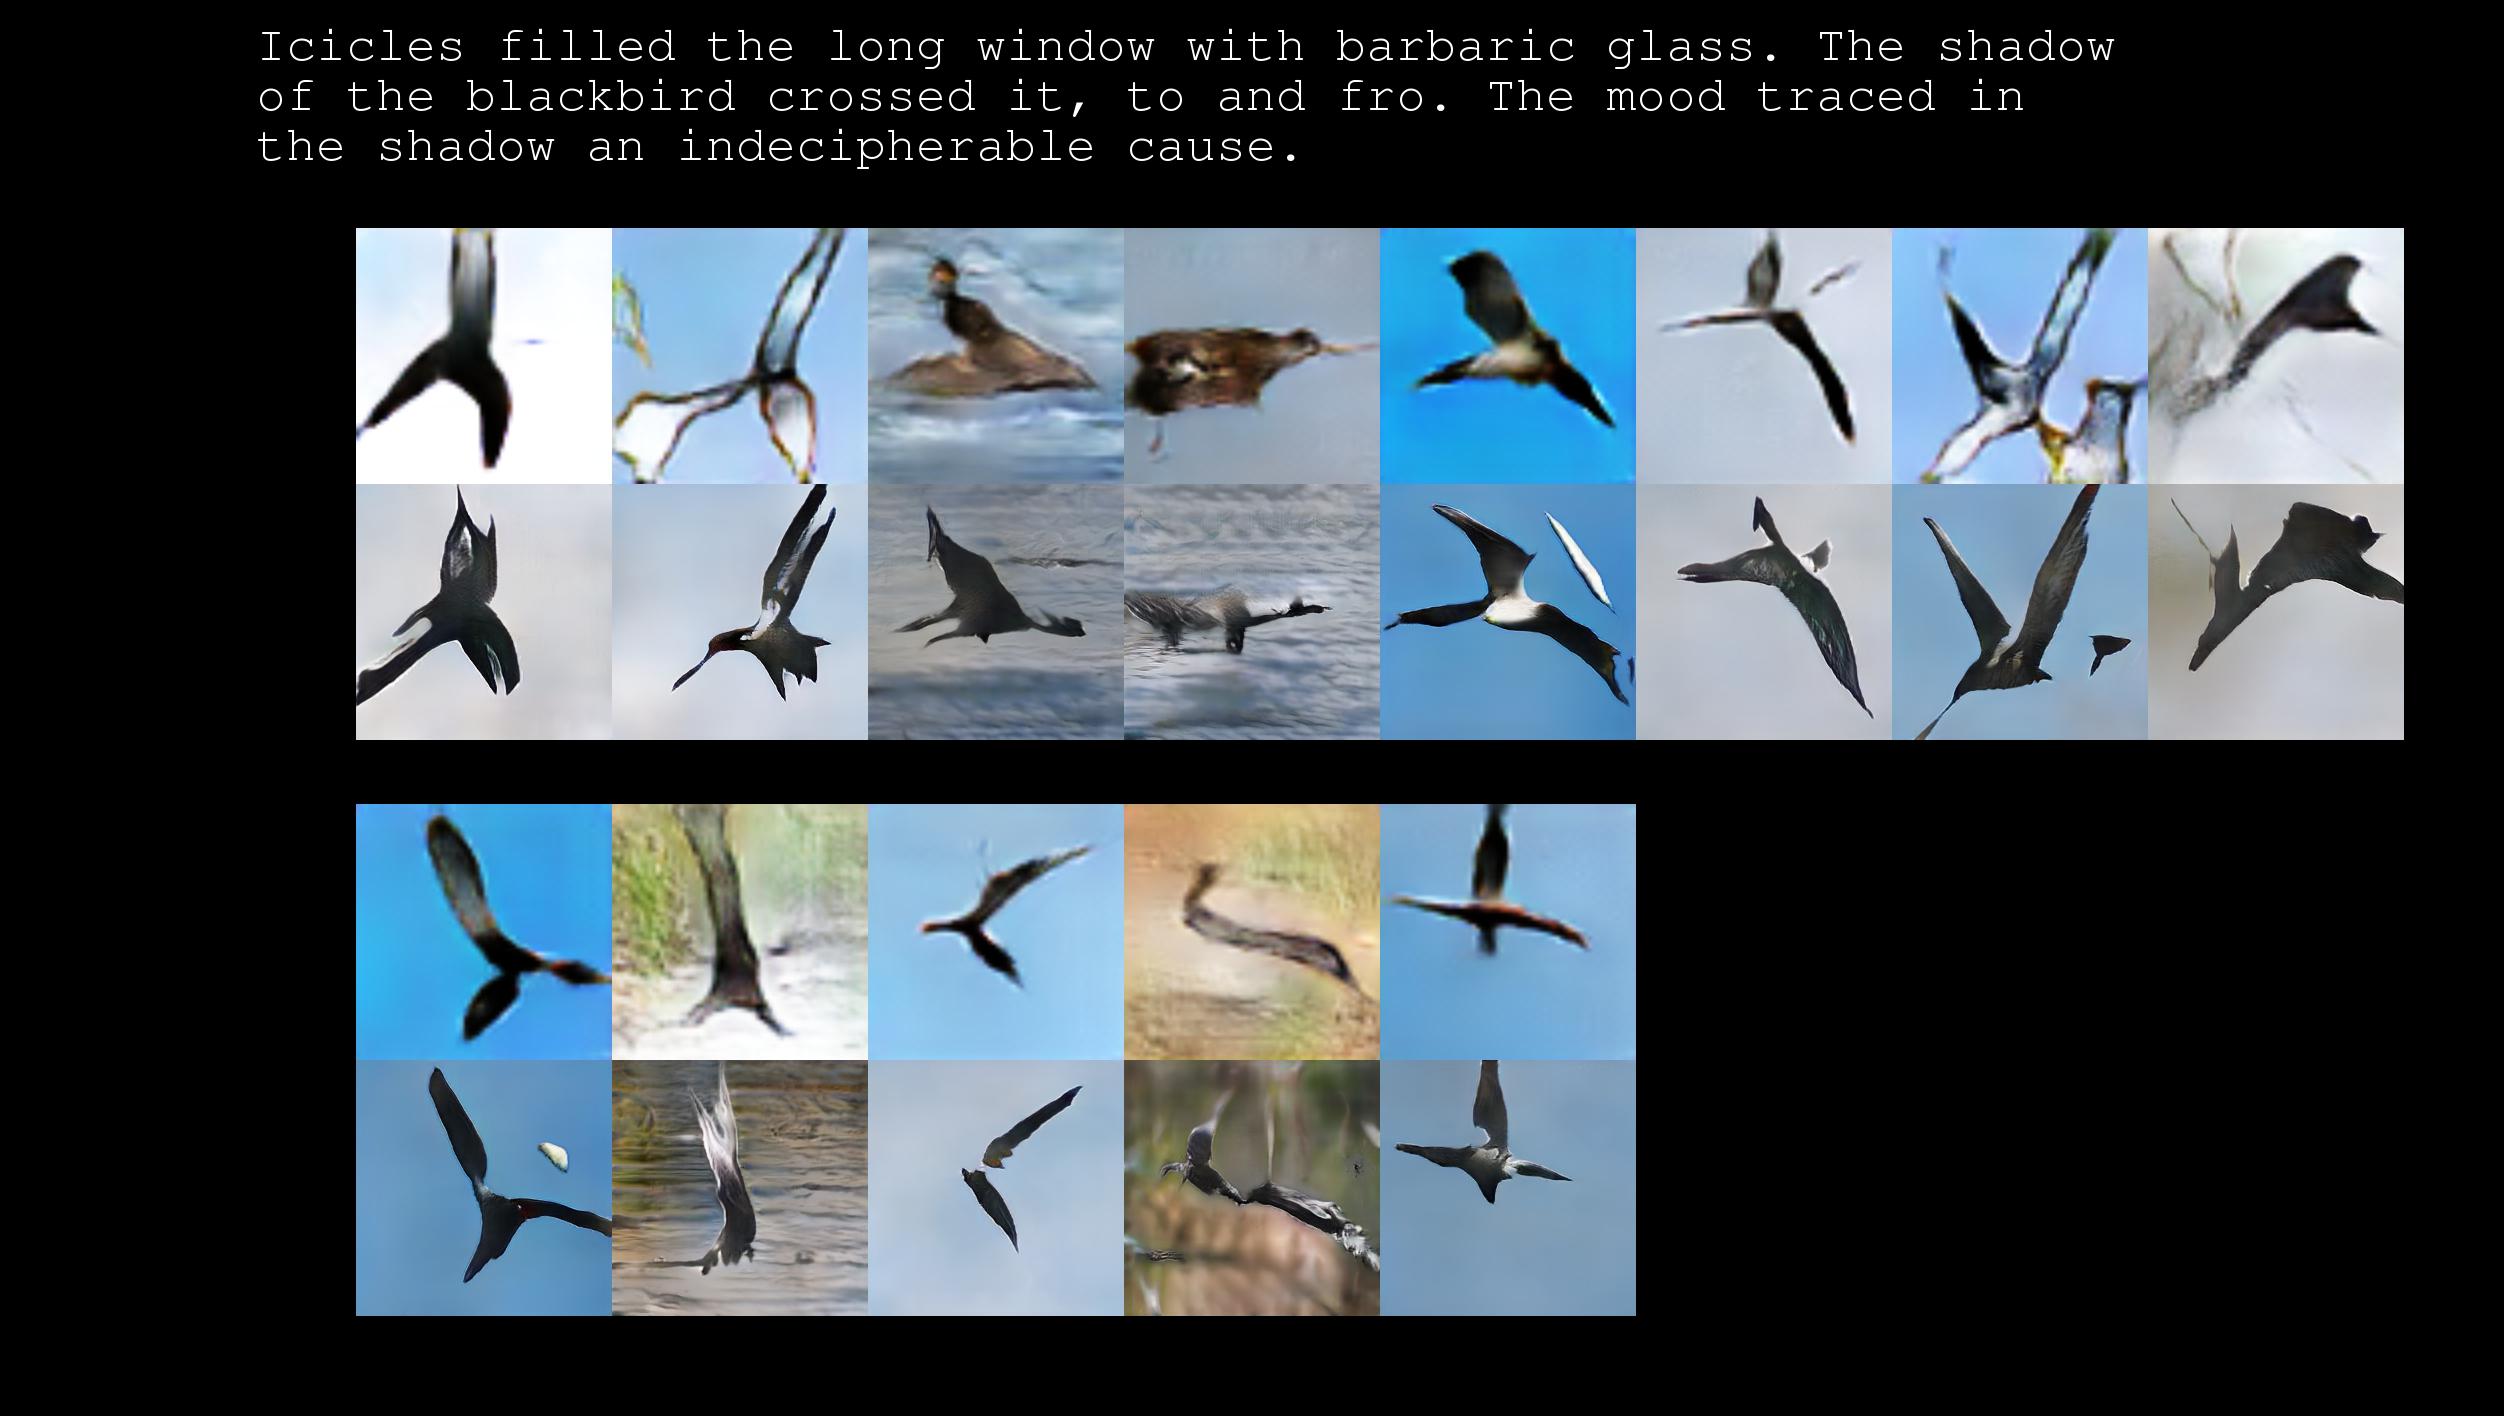 Icicles filled the long window with barbaric glass. The shadow
of the blackbird crossed it, to and fro. The mood traced in
the shadow an indecipherable cause.